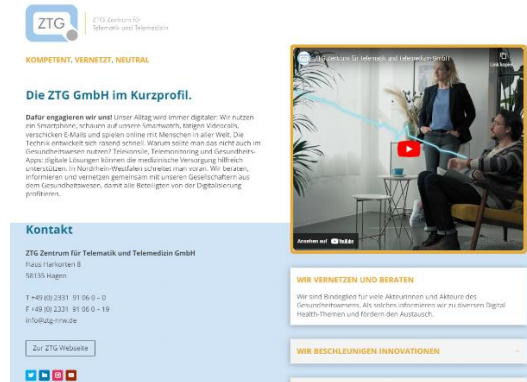 ZTG
ZTG Zentrum für
Telematik und Telemedizin
KOMPETENT, VERNETZT, NEUTRAL
Die ZTG GmbH im Kurzprofil.
Dafür engagieren wir uns! Unser Alltag wird immer digitaler: Wir nutzen
ein Smartphone, schauen auf unsere Smartwatch, tätigen Videocalls,
verschicken E-Mails und spielen online mit Menschen in aller Welt. Die
Technik entwickelt sich rasend schnell. Warum sollte man das nicht auch im
Gesundheitswesen nutzen? Telekonsile, Telemonitoring und Gesundheits-
Apps: digitale Lösungen können die medizinische Versorgung hilfreich
unterstützen. In Nordrhein-Westfalen schreitet man voran. Wir beraten,
informieren und vernetzen gemeinsam mit unseren Gesellschaftern aus
dem Gesundheitswesen, damit alle Beteiligten von der Digitalisierung
profitieren.
Kontakt
ZTG Zentrum für Telematik und Telemedizin GmbH
Haus Harkorten 8
58135 Hagen
T +49 (0) 2331 91 06 0 – 0
F +49 (0) 2331 91 06 0 – 19
info@ztg-nrw.de
Zur ZTG Webseite
ZTG Zentrum für Telematik und Telemedizin GmbH
Link kopieren
Ansehen auf YouTube
WIR VERNETZEN UND BERATEN
Wir sind Bindeglied für viele Akteurinnen und Akteure des
Gesundheitswesens. Als solches informieren wir zu diversen Digital
Health-Themen und fördern den Austausch.
WIR BESCHLEUNIGEN INNOVATIONEN